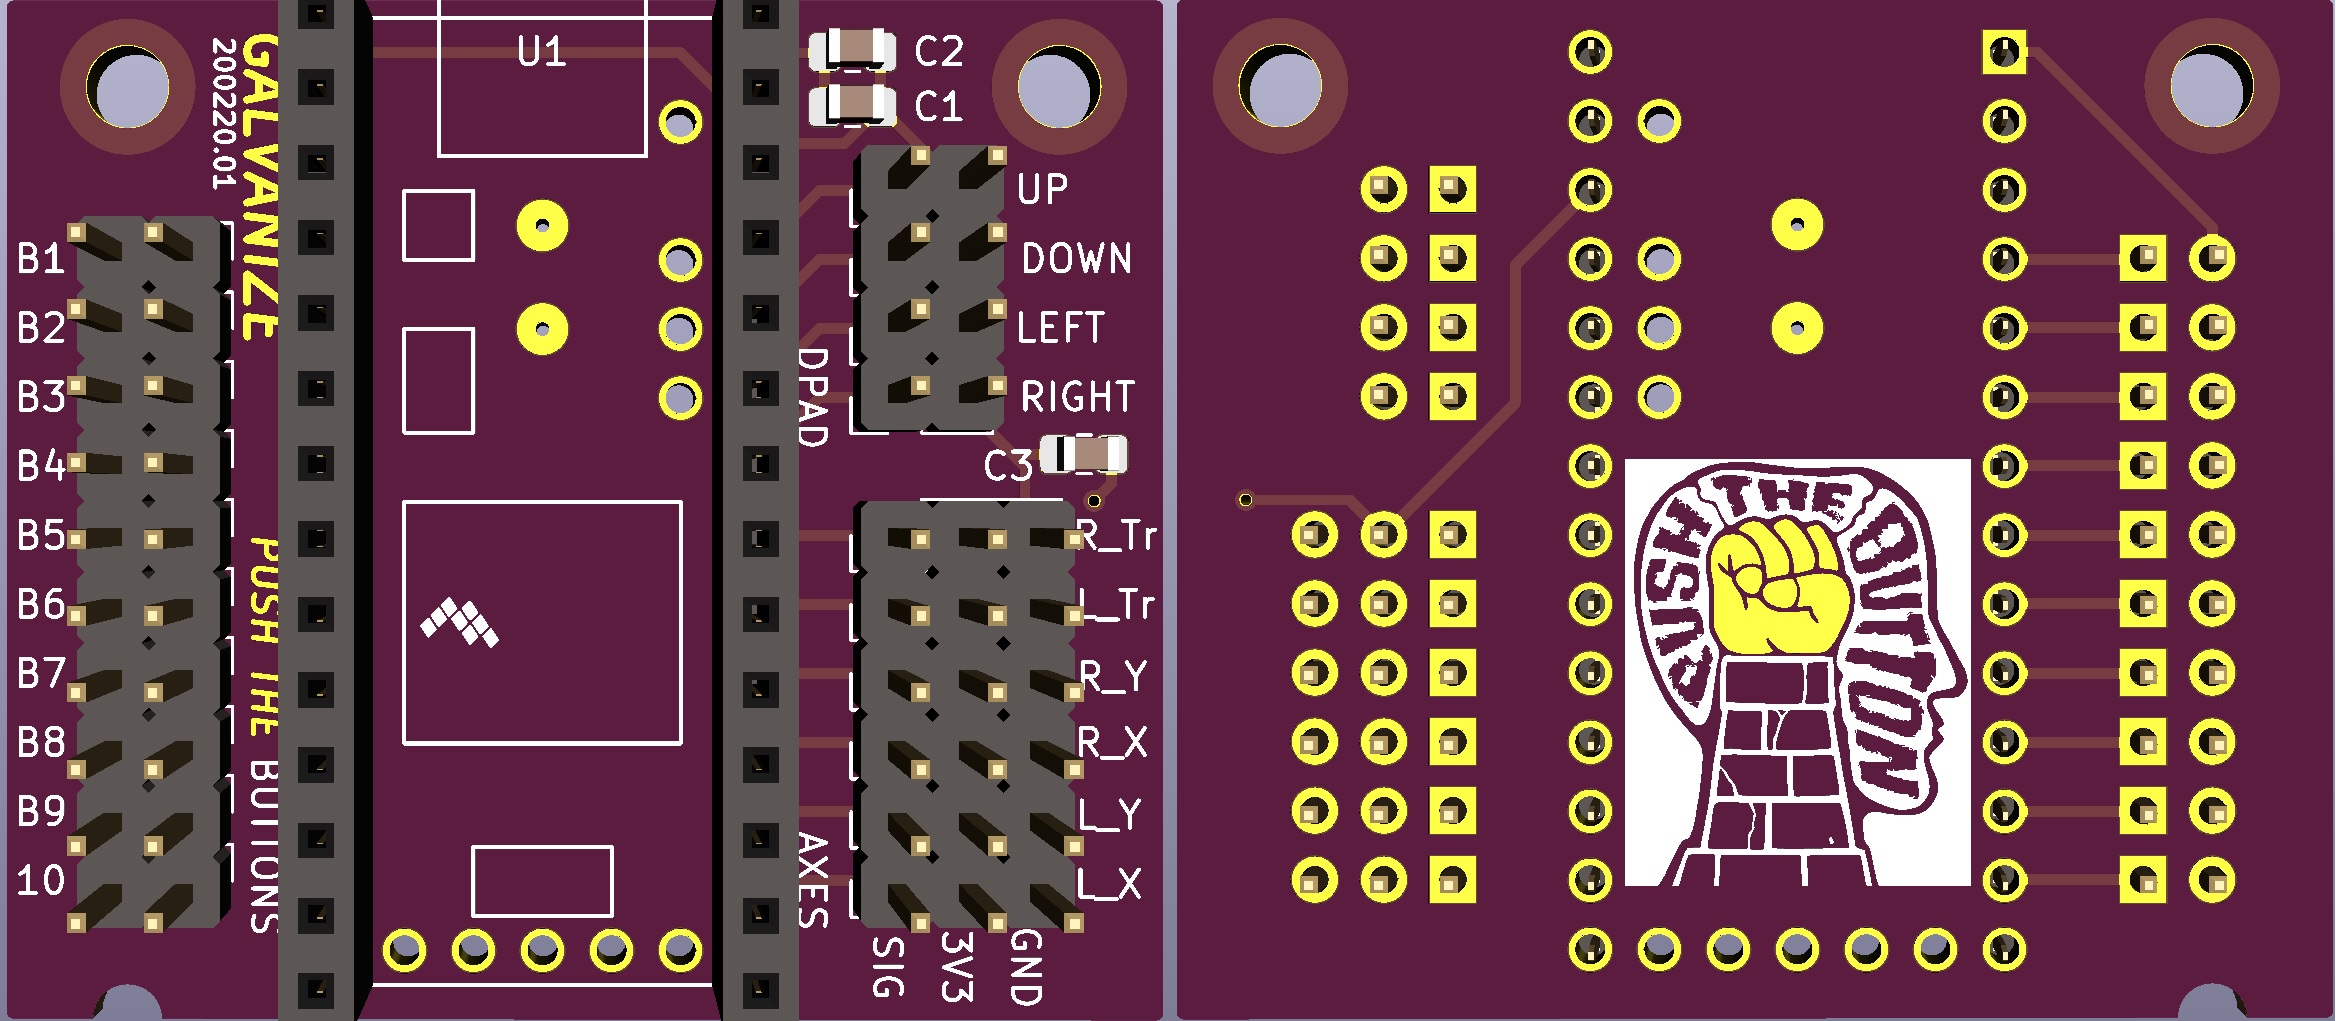 GALVANIZE
200220.01
PUSH THE BUTTONS
B1
B2
B3
B4
B5
B6
B7
B8
B9
10
U1
C2
C1
UP
DOWN
LEFT
RIGHT
DPAD
C3
R_Tr
L_Tr
R_Y
R_X
L_Y
L_X
AXES
SIG
3V3
GND
PUSH THE BUTTON